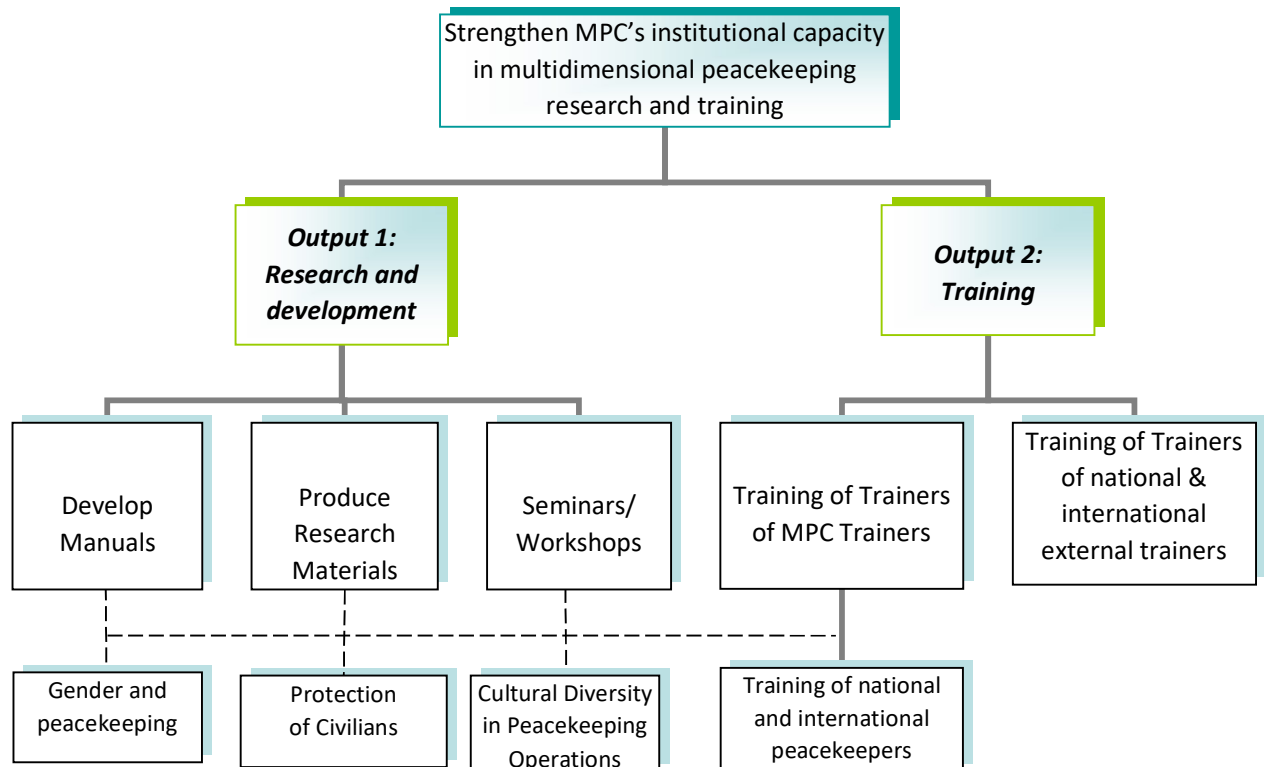 Strengthen MPC’s institutional capacity
in multidimensional peacekeeping
research and training
Output 1:
Research and
development
Output 2:
Training
Develop
Manuals
Produce
Research
Materials
Seminars/
Workshops
Training of Trainers
of MPC Trainers
Training of Trainers
of national &
international
external trainers
Gender and
peacekeeping
Protection
of Civilians
Cultural Diversity
in Peacekeeping
Operations
Training of national
and international
peacekeepers